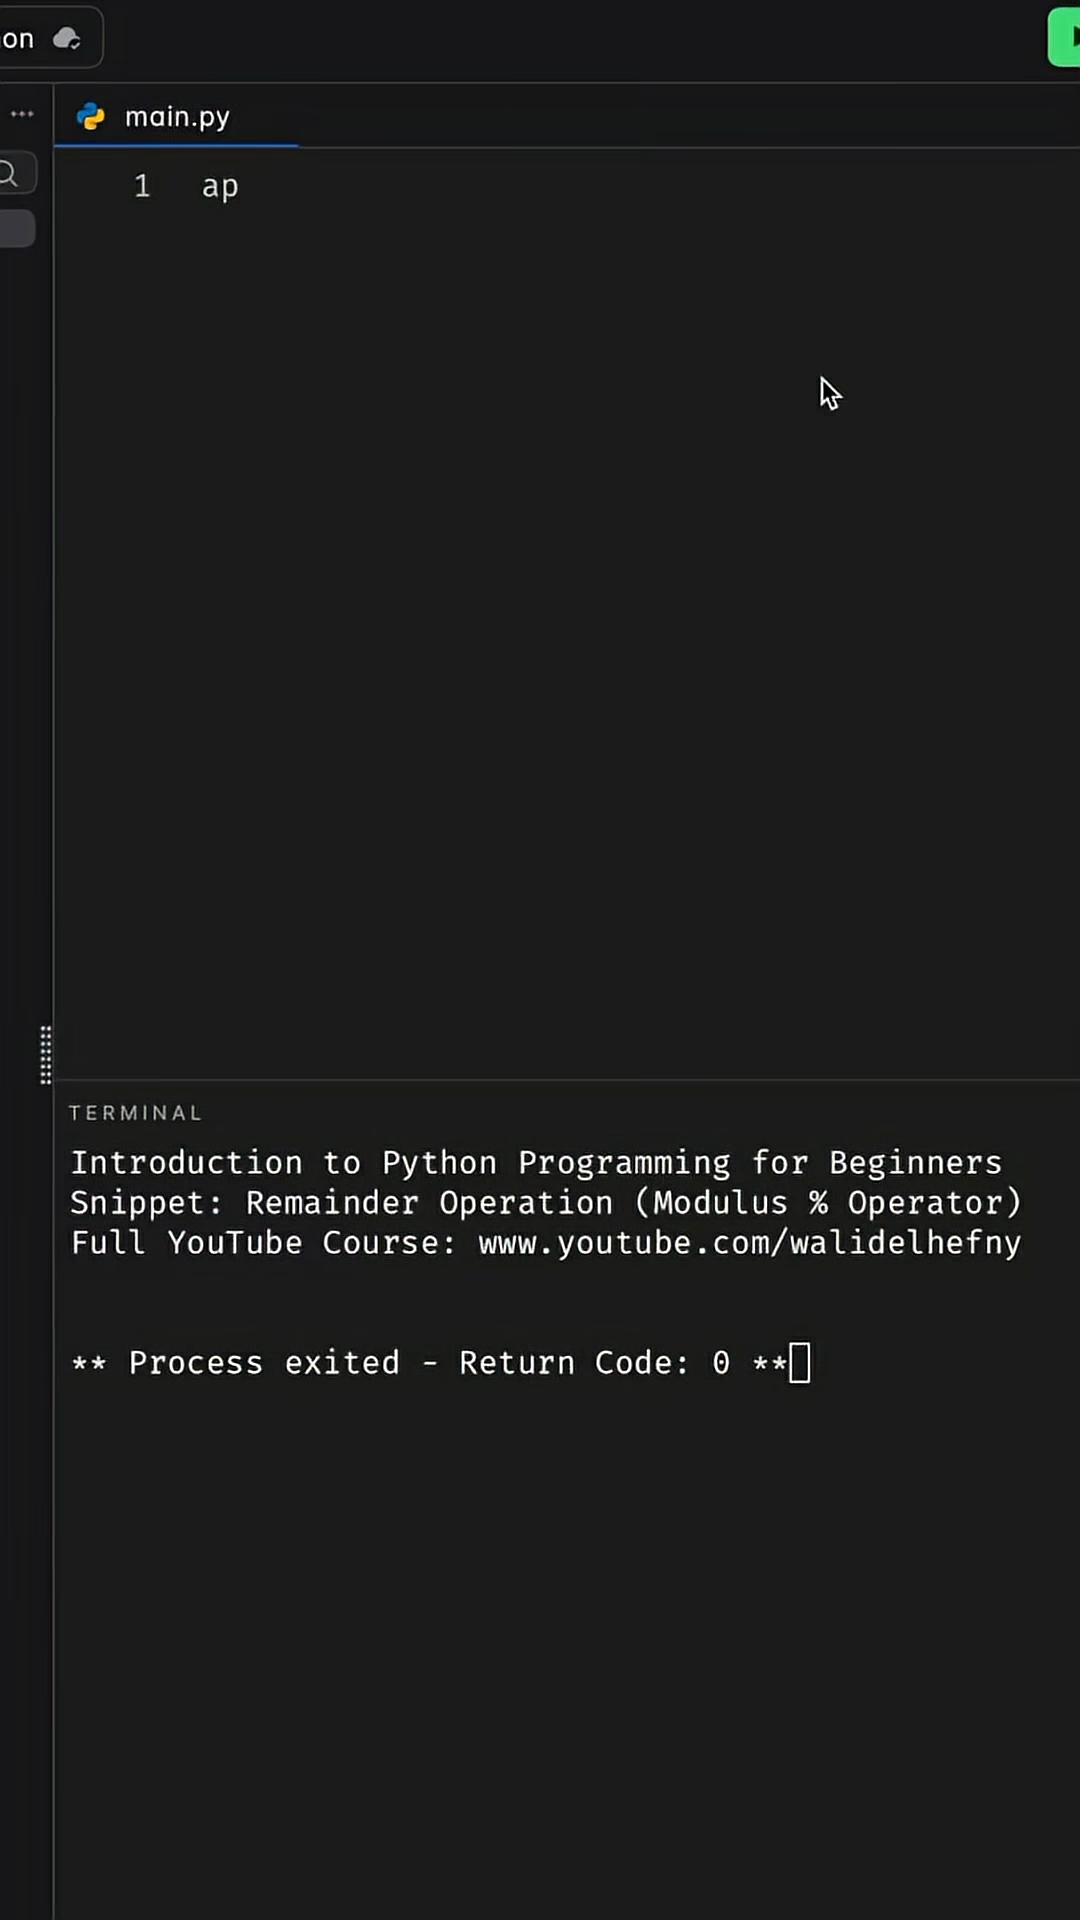 on
main.py
1 ap
TERMINAL
Introduction to Python Programming for Beginners
Snippet: Remainder Operation (Modulus % Operator)
Full YouTube Course: www.youtube.com/walidelhefny
** Process exited - Return Code: 0 **